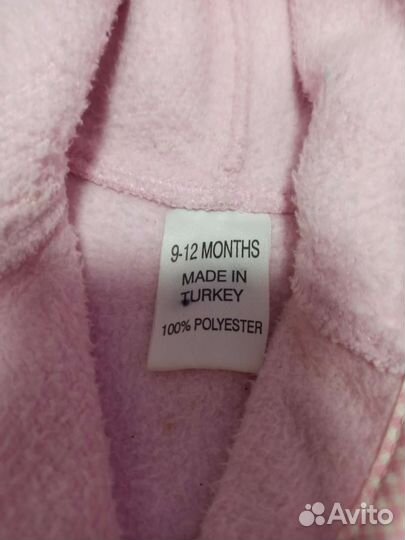 9-12 MONTHS
MADE IN
TURKEY
100% POLYESTER
Avito